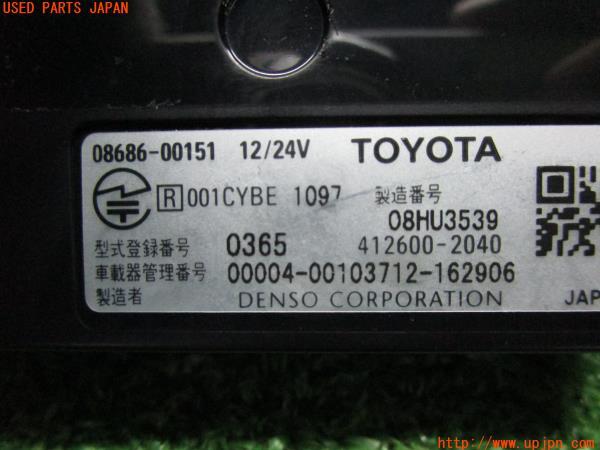 USED PARTS JAPAN
08686-00151 12/24V TOYOTA
R 001CYBE 1097 製造番号
08HU3539
型式登録番号 0365 412600-2040
車載器管理番号 00004-00103712-162906
製造者 DENSO CORPORATION JAP
http://www.upjpn.com/